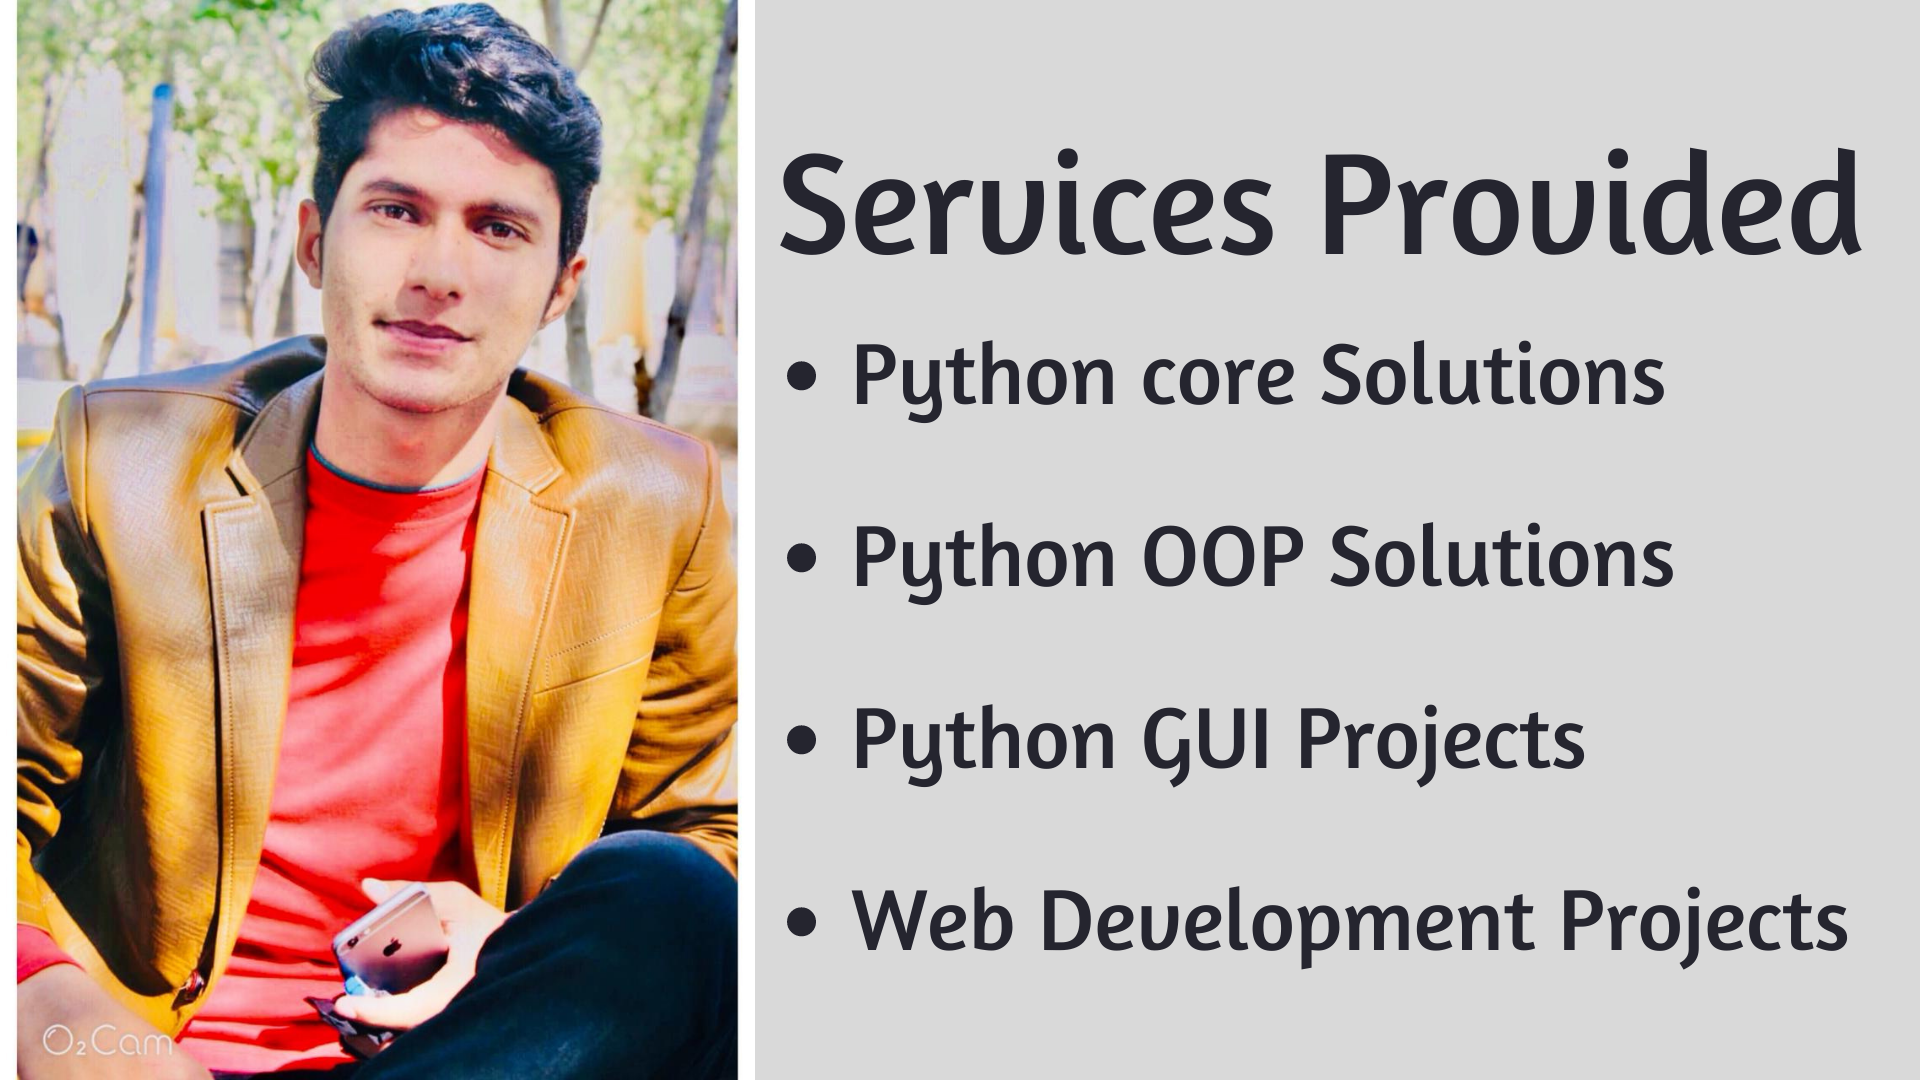 Services Provided
• Python core Solutions
• Python OOP Solutions
• Python GUI Projects
• Web Development Projects
O2Cam